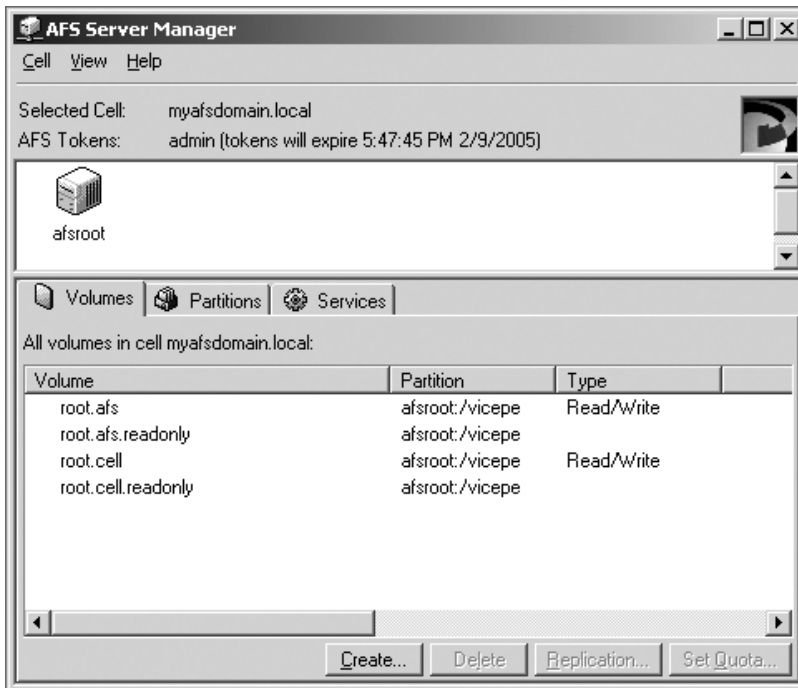 AFS Server Manager
Cell View Help
Selected Cell: myafsdomain.local
AFS Tokens: admin (tokens will expire 5:47:45 PM 2/9/2005)
afsroot
Volumes Partitions Services
All volumes in cell myafsdomain.local:
Volume Partition Type
root.afs afsroot:/vicepe Read/Write
root.afs.readonly afsroot:/vicepe
root.cell afsroot:/vicepe Read/Write
root.cell.readonly afsroot:/vicepe
Create... Delete Replication... Set Quota...